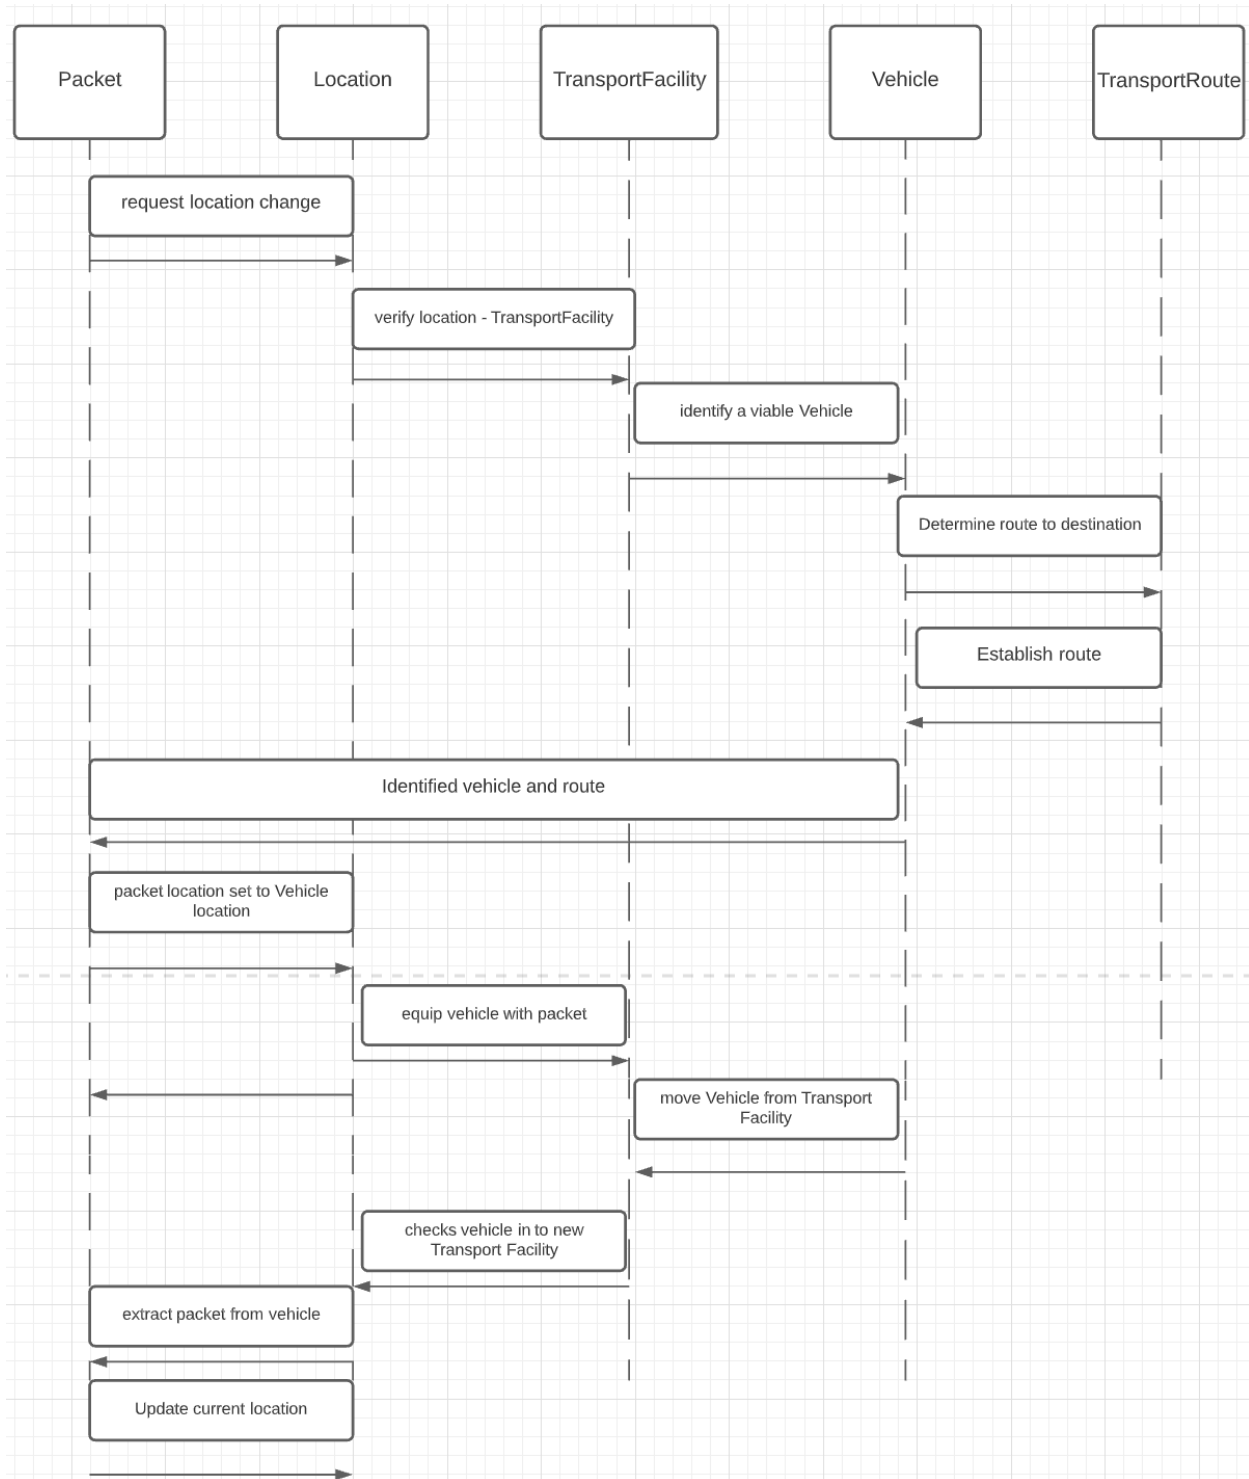 Packet
Location
TransportFacility
Vehicle
TransportRoute
request location change
verify location - TransportFacility
identify a viable Vehicle
Determine route to destination
Establish route
Identified vehicle and route
packet location set to Vehicle
location
equip vehicle with packet
move Vehicle from Transport
Facility
checks vehicle in to new
Transport Facility
extract packet from vehicle
Update current location